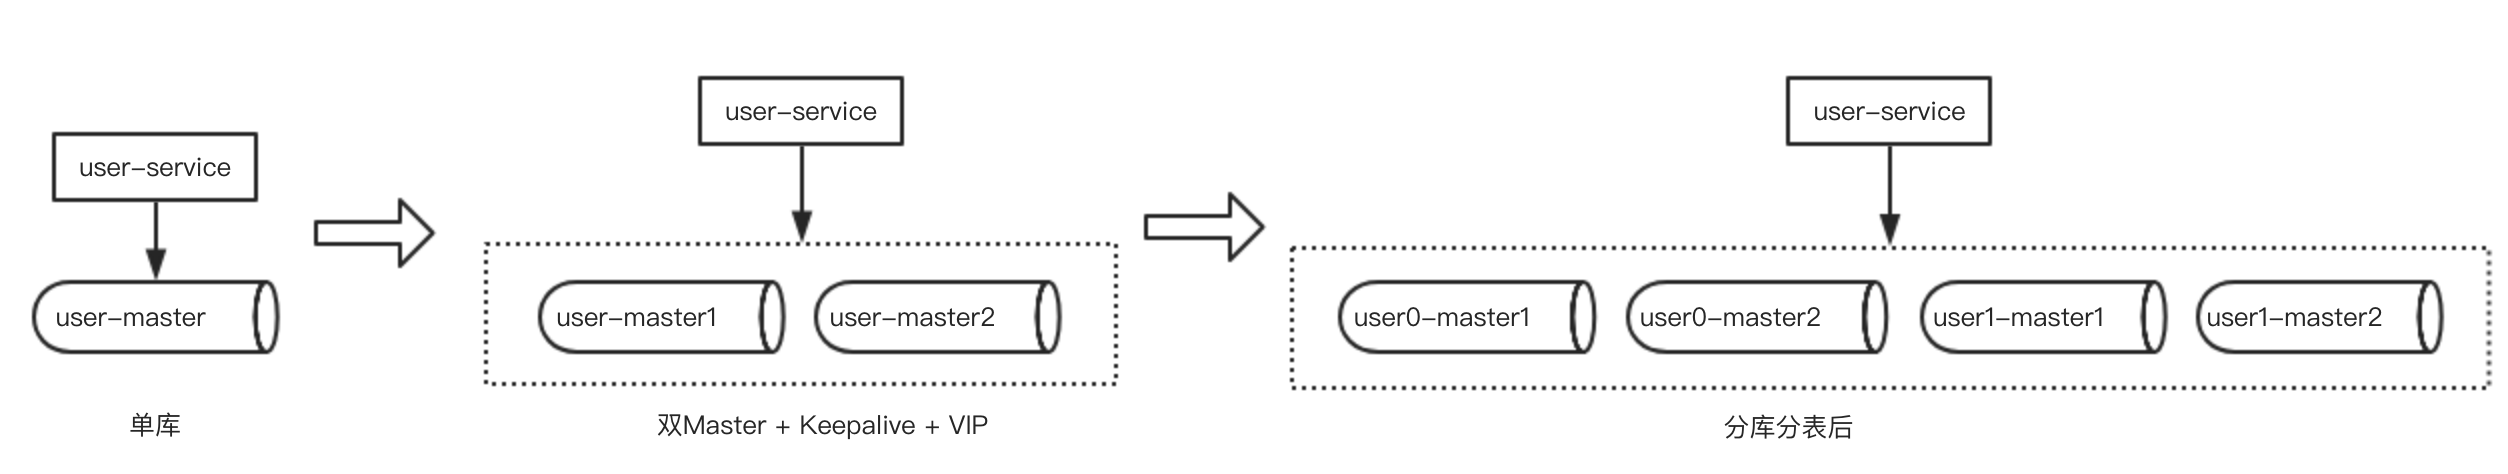 user-service
user-master
单库
user-service
user-master1
user-master2
双Master + Keepalive + VIP
user-service
user0-master1
user0-master2
user1-master1
user1-master2
分库分表后